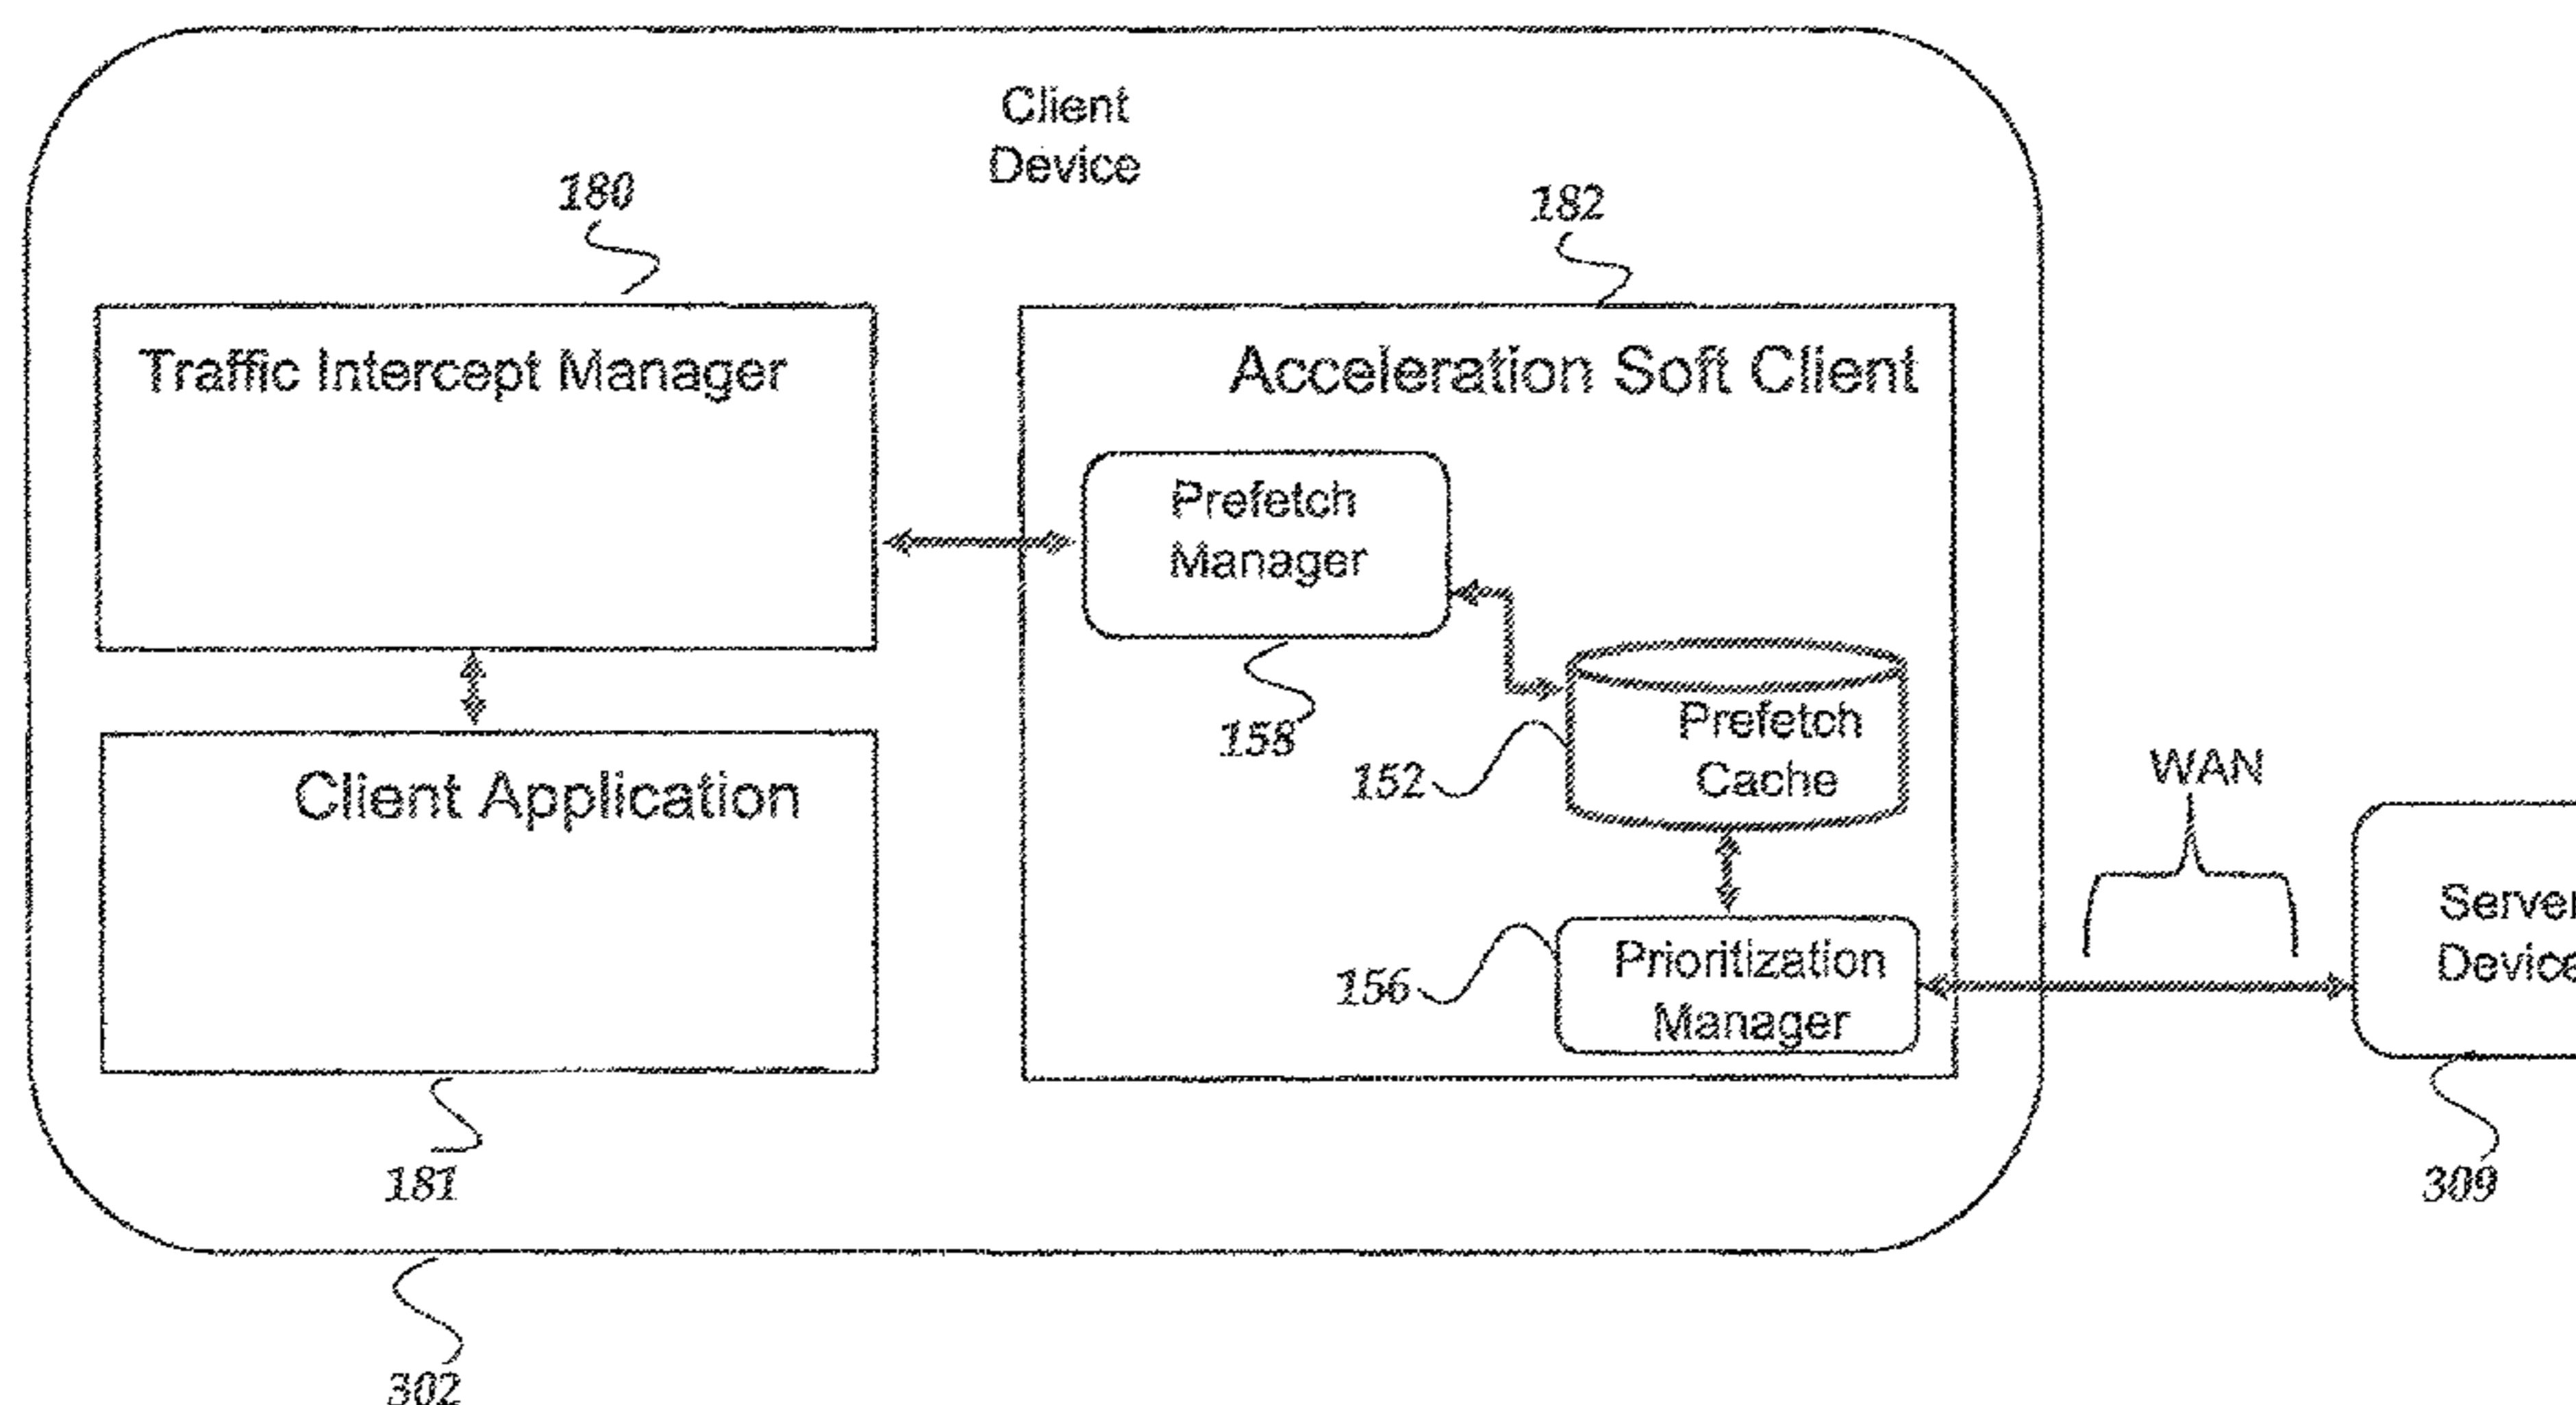 Client
Device
180
182
Traffic Intercept Manager
Acceleration Soft Client
Prefetch
Manager
158
Prefetch
Cache
152
WAN
Client Application
Server
Device
Prioritization
Manager
156
181
309
302